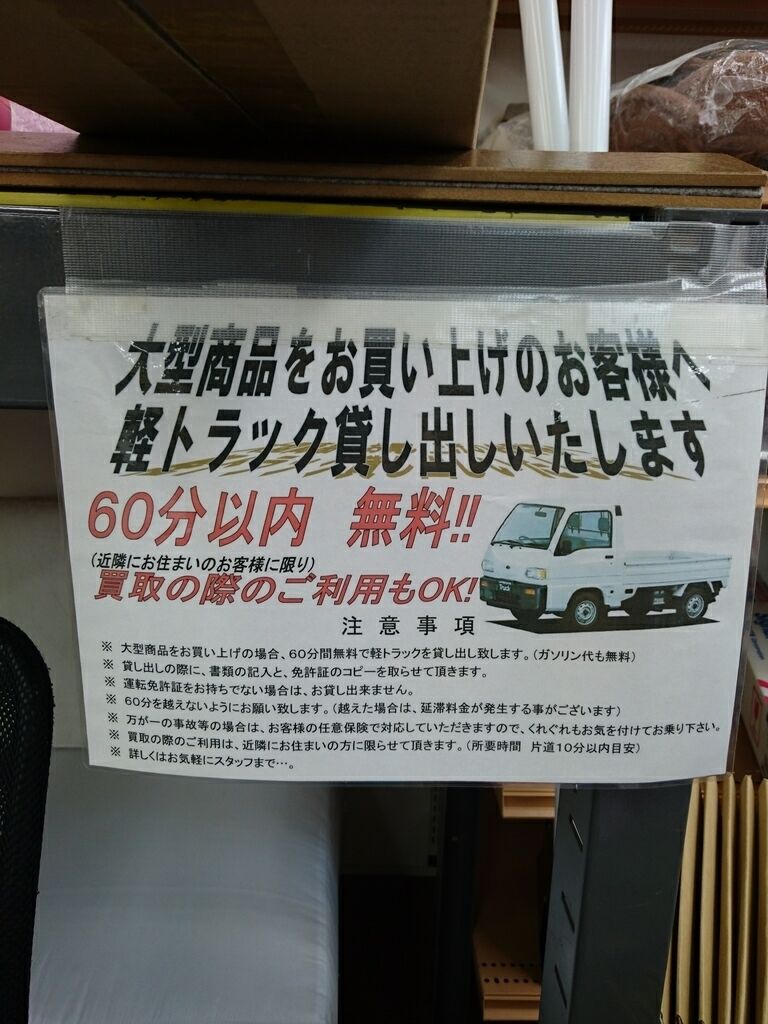 大型商品をお買い上げのお客様へ
軽トラック貸し出しいたします
60分以内 無料!!
(近隣にお住まいのお客様に限り)
買取の際のご利用もOK!
注意事項
※ 大型商品をお買い上げの場合、60分間無料で軽トラックを貸し出し致します。(ガソリン代も無料)
※ 貸し出しの際に、書類の記入と、免許証のコピーを取らせて頂きます。
※ 運転免許証をお持ちでない場合は、お貸し出来ません。
※ 60分を越えないようにお願い致します。(越えた場合は、延滞料金が発生する事がございます)
※ 万が一の事故等の場合は、お客様の任意保険で対応していただきますので、くれぐれもお気を付けてお乗り下さい。
※ 買取の際のご利用は、近隣にお住まいの方に限らせて頂きます。(所要時間 片道10分以内目安)
※ 詳しくはお気軽にスタッフまで…。